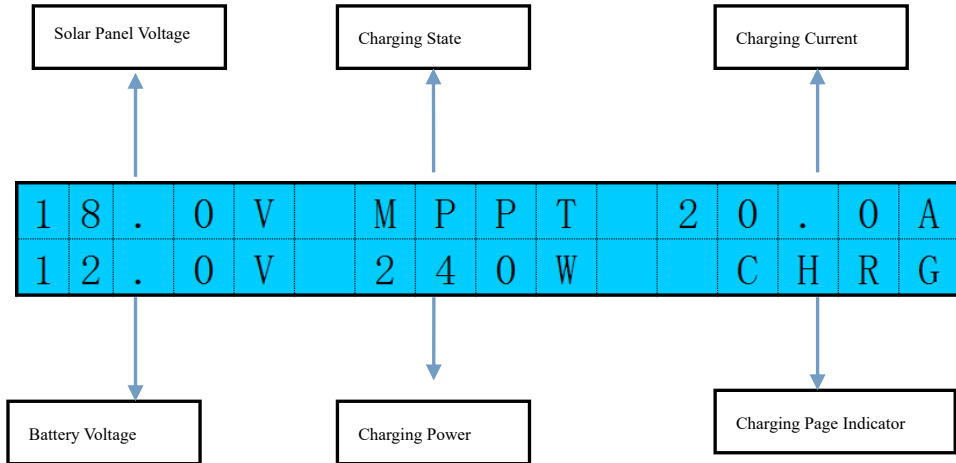 Solar Panel Voltage
Charging State
Charging Current
18.0V MPPT 20.0A
12.0V 240W CHRG
Battery Voltage
Charging Power
Charging Page Indicator